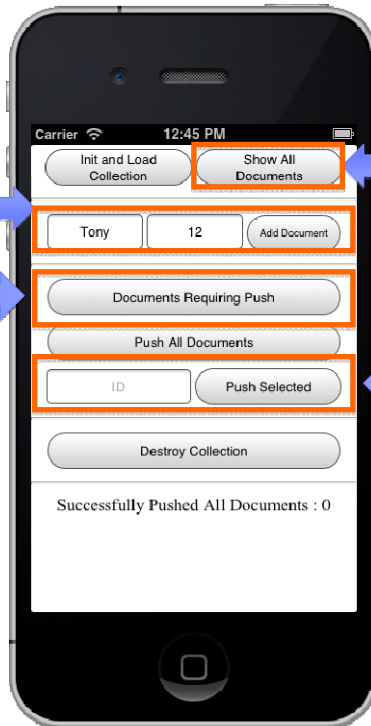 Carrier 12:45 PM
Init and Load Collection
Show All Documents
Tony 12 Add Document
Documents Requiring Push
Push All Documents
ID Push Selected
Destroy Collection
Successfully Pushed All Documents : 0